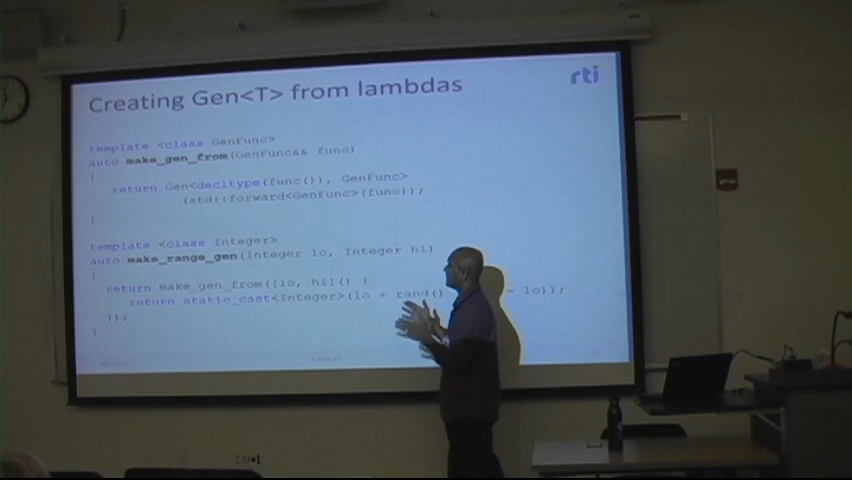 Creating Gen<T> from lambdas
rti
template <class GenFunc>
auto make_gen_from(GenFunc&& func)
{
return Gen<decltype(func()), GenFunc>
(std::forward<GenFunc>(func));
}
template <class Integer>
auto make_range_gen(Integer lo, Integer hi)
{
return make_gen_from([lo, hi]() {
return static_cast<Integer>(lo + rand() - lo));
});
}